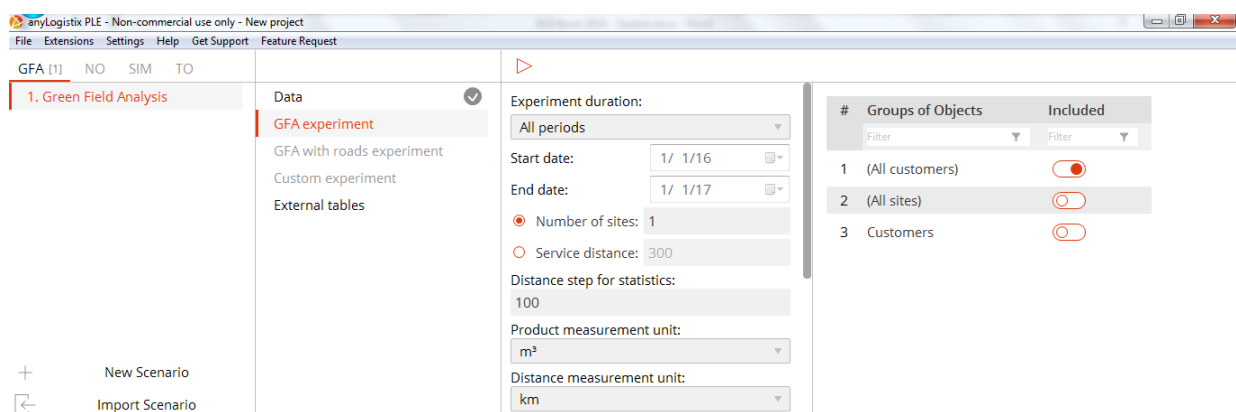 anyLogistix PLE - Non-commercial use only - New project
File Extensions Settings Help Get Support Feature Request
GFA [1] NO SIM TO
1. Green Field Analysis
New Scenario
Import Scenario
Data
GFA experiment
GFA with roads experiment
Custom experiment
External tables
Experiment duration:
All periods
Start date: 1/ 1/16
End date: 1/ 1/17
Number of sites: 1
Service distance: 300
Distance step for statistics:
100
Product measurement unit:
m³
Distance measurement unit:
km
# Groups of Objects Included
Filter Filter
1 (All customers)
2 (All sites)
3 Customers